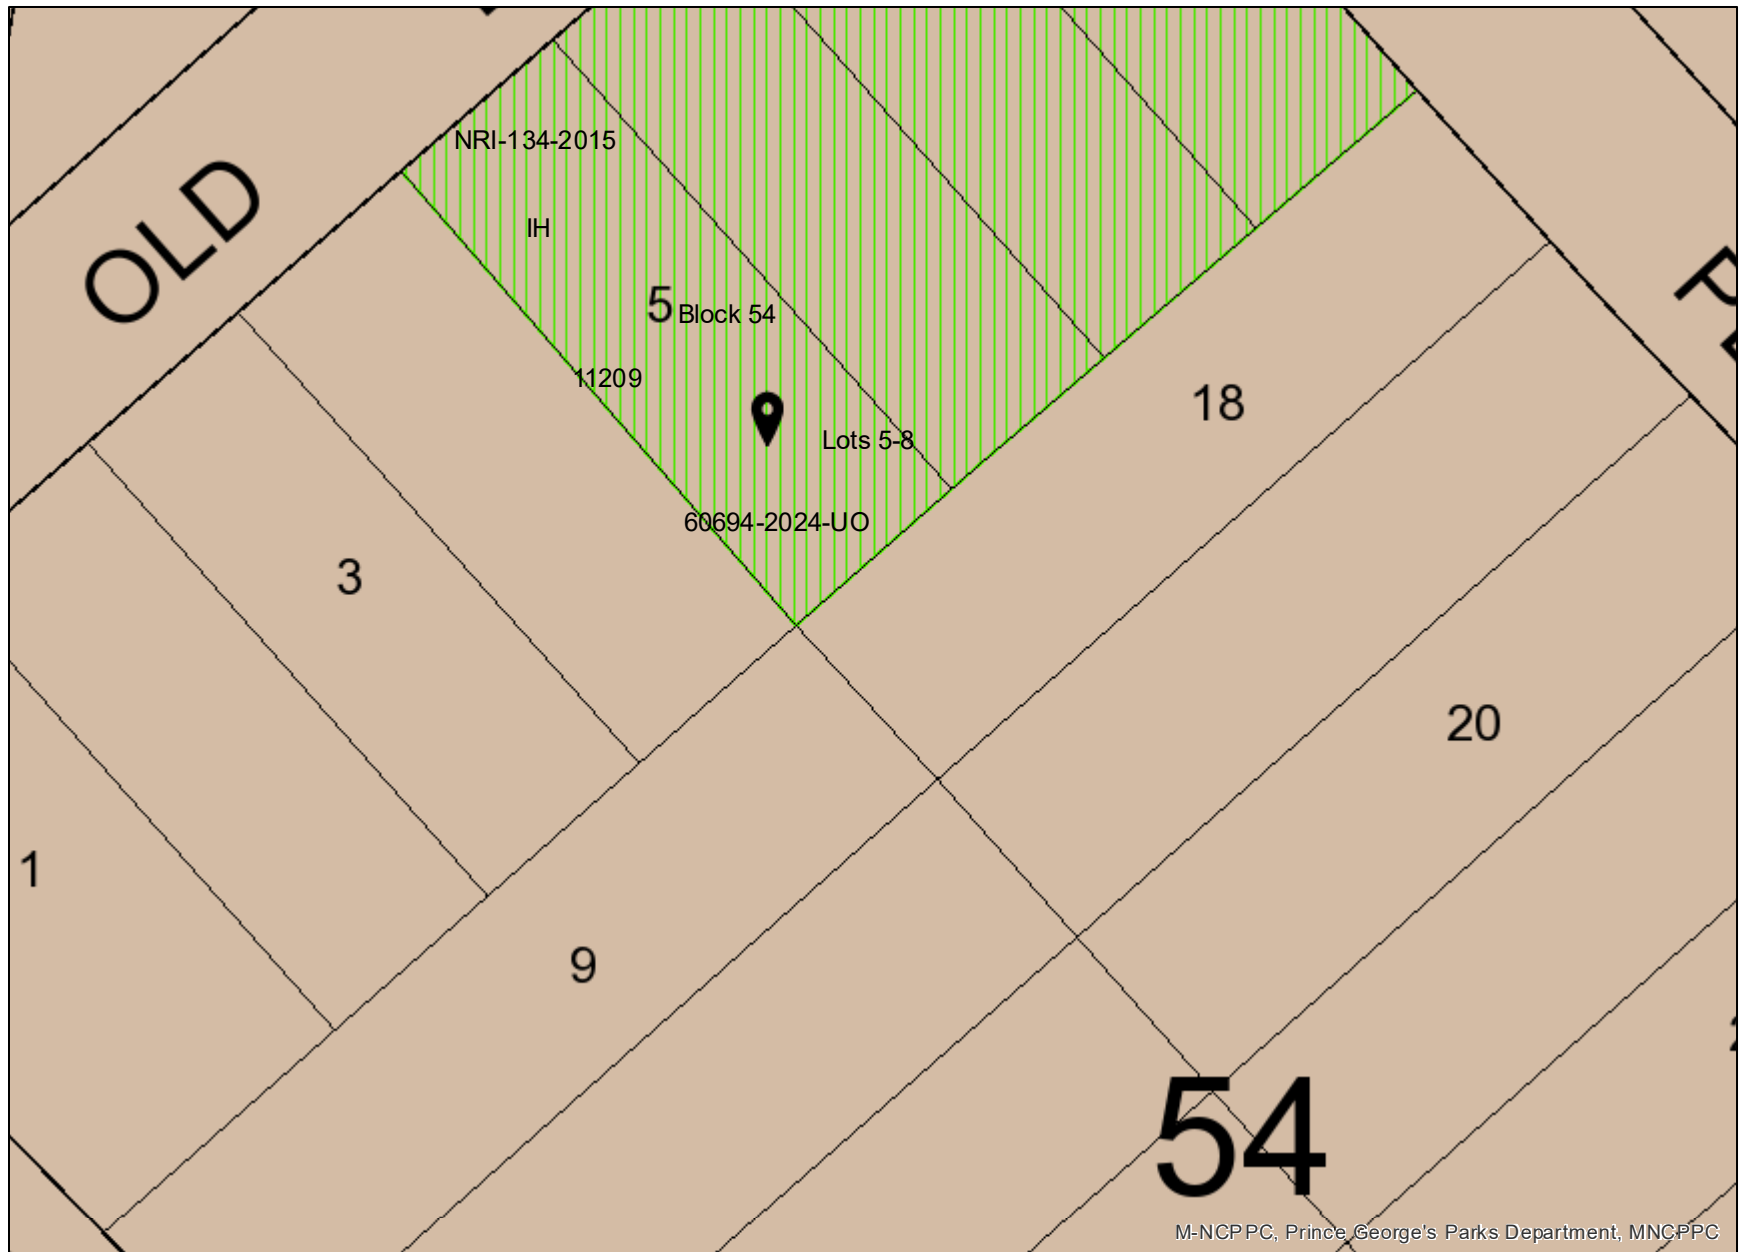 NRI-134-2015
OLD
IH
5
Block 54
11209
18
Lots 5-8
60694-2024-UO
3
20
1
9
54
M-NCPPC, Prince George's Parks Department, MNCPPC